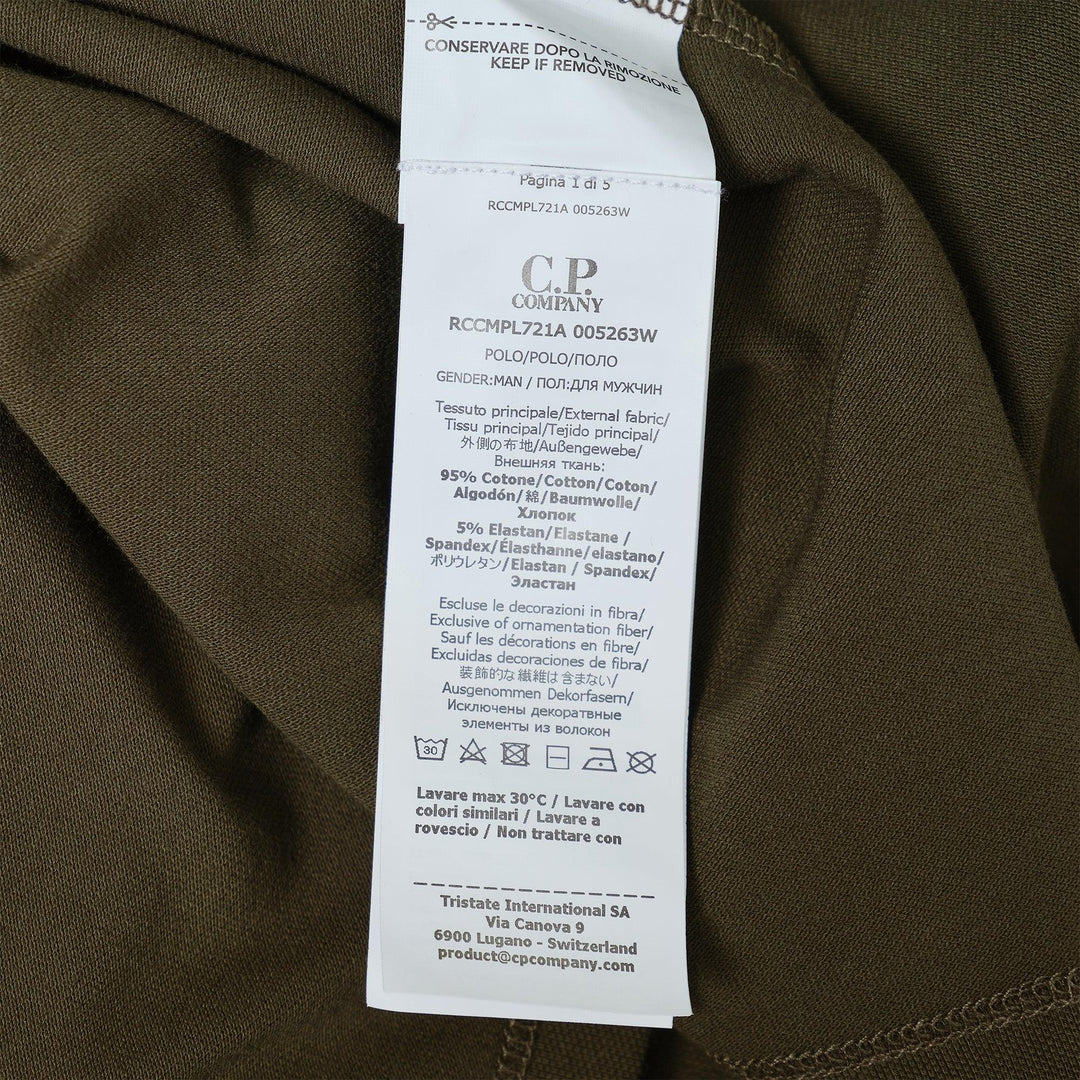 CONSERVARE DOPO LA RIMOZIONE
KEEP IF REMOVED
Pagina 1 di 5
RCCMPL721A 005263W
C.P.
COMPANY
RCCMPL721A 005263W
POLO/POLO/ПОЛО
GENDER:MAN / ПОЛ:ДЛЯ МУЖЧИН
Tessuto principale/External fabric/
Tissu principal/Tejido principal/
外側の布地/Außengewebe/
Внешняя ткань:
95% Cotone/Cotton/Coton/
Algodón/綿/Baumwolle/
Хлопок
5% Elastan/Elastane /
Spandex/Élasthanne/elastano/
ポリウレタン/Elastan / Spandex/
Эластан
Escluse le decorazioni in fibra/
Exclusive of ornamentation fiber/
Sauf les décorations en fibre/
Excluidas decoraciones de fibra/
装飾的な繊維は含まない/
Ausgenommen Dekorfasern/
Исключены декоратвные
элементы из волокон
30
Lavare max 30°C / Lavare con
colori similari / Lavare a
rovescio / Non trattare con
Tristate International SA
Via Canova 9
6900 Lugano - Switzerland
product@cpcompany.com